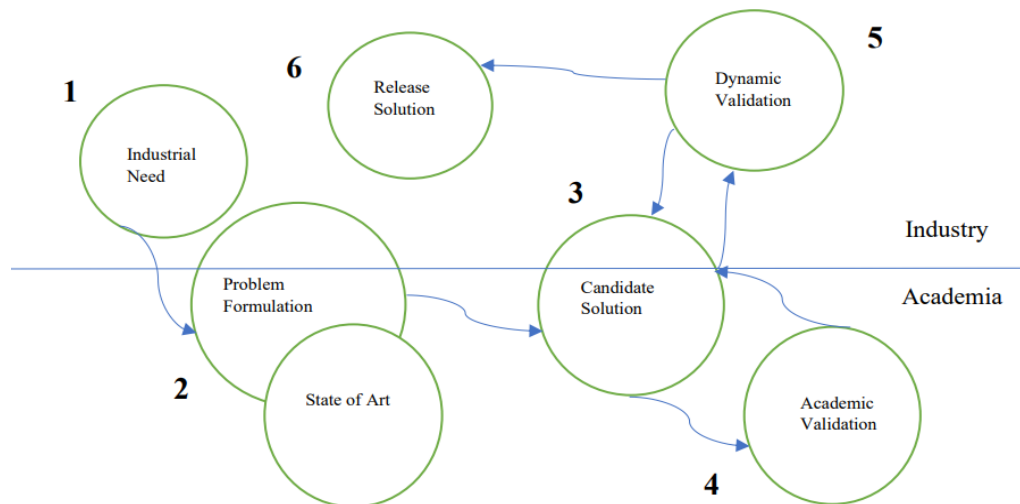 1
Industrial
Need
2
Problem
Formulation
State of Art
3
Candidate
Solution
4
Academic
Validation
5
Dynamic
Validation
6
Release
Solution
Industry
Academia